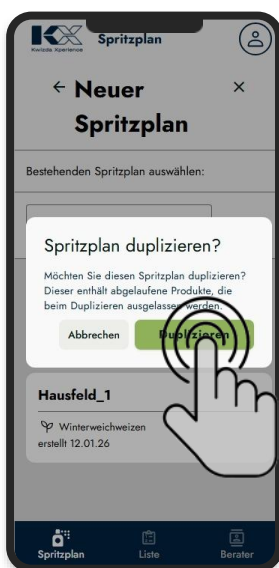 KX
Kwizda Xperience
Spritzplan
← Neuer
Spritzplan
×
Bestehenden Spritzplan auswählen:
Spritzplan duplizieren?
Möchten Sie diesen Spritzplan duplizieren?
Dieser enthält abgelaufene Produkte, die
beim Duplizieren ausgelassen werden.
Abbrechen
Duplizieren
Hausfeld_1
Winterweichweizen
erstellt 12.01.26
Spritzplan
Liste
Berater